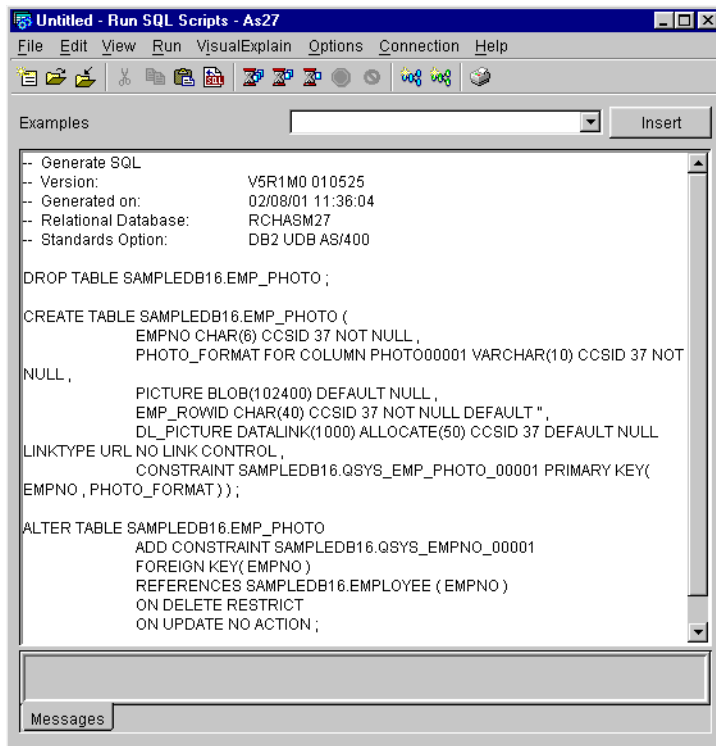 Untitled - Run SQL Scripts - As27
File Edit View Run VisualExplain Options Connection Help
SQL
Examples
Insert
-- Generate SQL
-- Version: V5R1M0 010525
-- Generated on: 02/08/01 11:36:04
-- Relational Database: RCHASM27
-- Standards Option: DB2 UDB AS/400
DROP TABLE SAMPLEDB16.EMP_PHOTO ;
CREATE TABLE SAMPLEDB16.EMP_PHOTO (
EMPNO CHAR(6) CCSID 37 NOT NULL ,
PHOTO_FORMAT FOR COLUMN PHOTO00001 VARCHAR(10) CCSID 37 NOT
NULL ,
PICTURE BLOB(102400) DEFAULT NULL ,
EMP_ROWID CHAR(40) CCSID 37 NOT NULL DEFAULT '' ,
DL_PICTURE DATALINK(1000) ALLOCATE(50) CCSID 37 DEFAULT NULL
LINKTYPE URL NO LINK CONTROL ,
CONSTRAINT SAMPLEDB16.QSYS_EMP_PHOTO_00001 PRIMARY KEY(
EMPNO , PHOTO_FORMAT ) ) ;
ALTER TABLE SAMPLEDB16.EMP_PHOTO
ADD CONSTRAINT SAMPLEDB16.QSYS_EMPNO_00001
FOREIGN KEY( EMPNO )
REFERENCES SAMPLEDB16.EMPLOYEE ( EMPNO )
ON DELETE RESTRICT
ON UPDATE NO ACTION ;
Messages